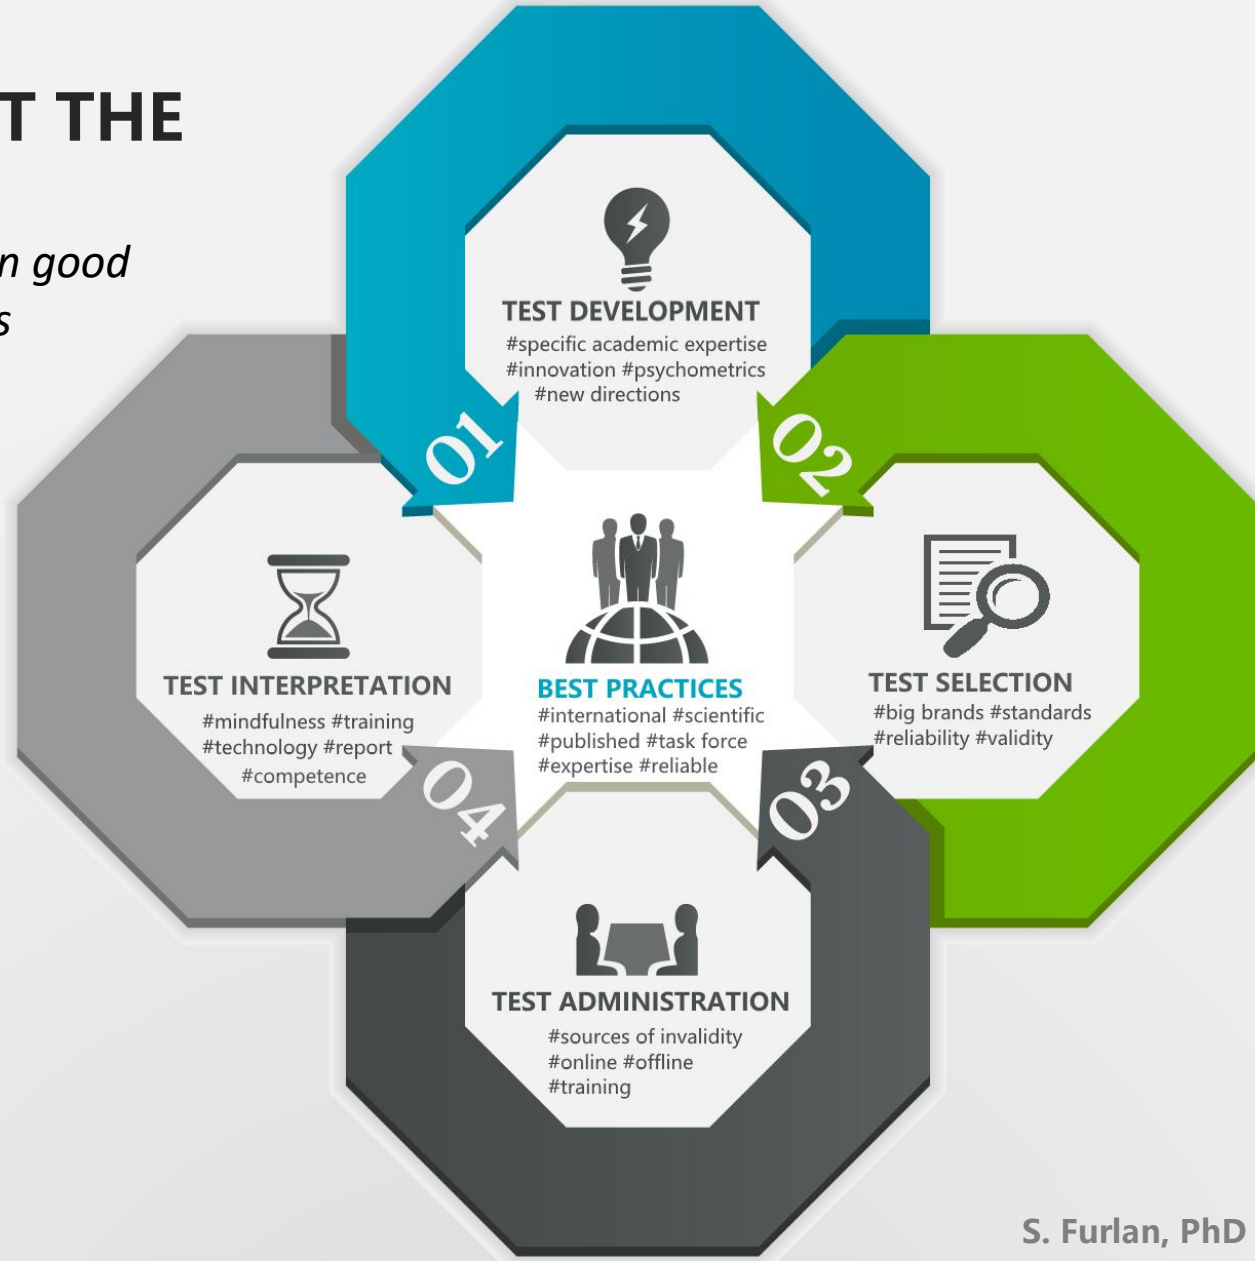 T THE
n good
s
TEST DEVELOPMENT
#specific academic expertise
#innovation #psychometrics
#new directions
01
02
TEST INTERPRETATION
#mindfulness #training
#technology #report
#competence
BEST PRACTICES
#international #scientific
#published #task force
#expertise #reliable
TEST SELECTION
#big brands #standards
#reliability #validity
04
03
TEST ADMINISTRATION
#sources of invalidity
#online #offline
#training
S. Furlan, PhD